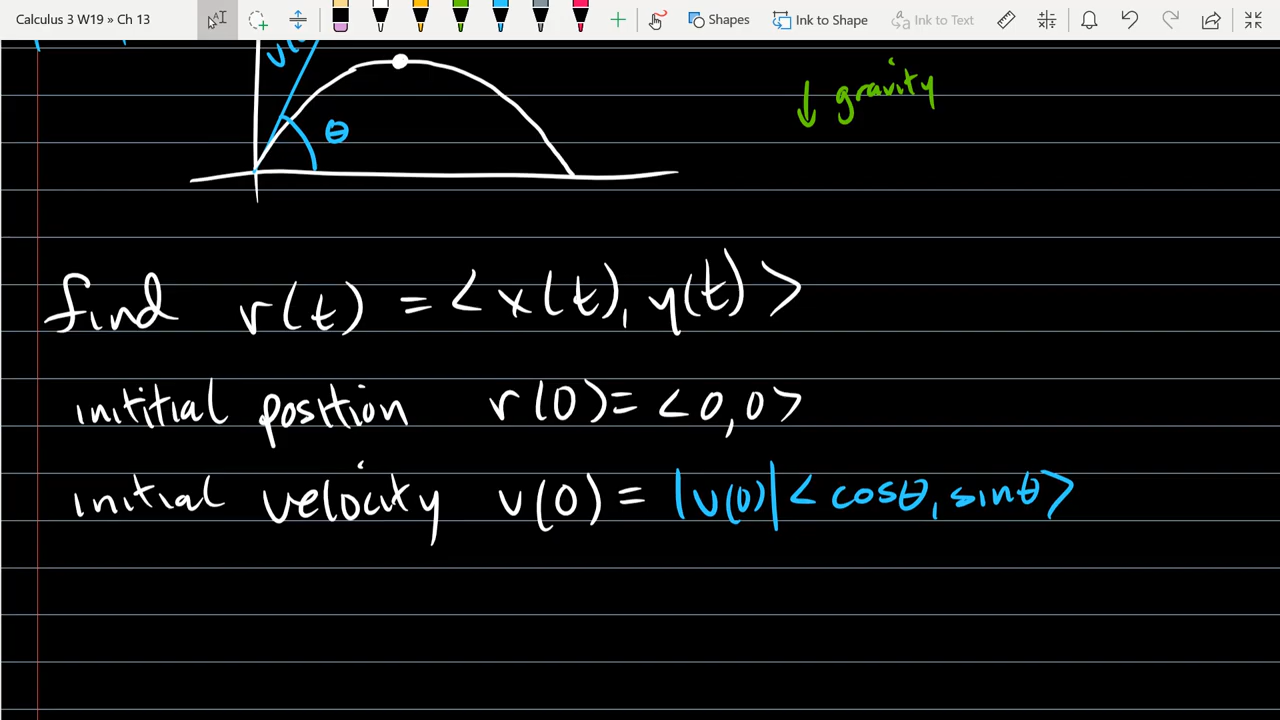 Calculus 3 W19 » Ch 13
Shapes
Ink to Shape
Ink to Text
↓ gravity
θ
find r(t) = < x(t), y(t) >
initital position r(0) = < 0, 0 >
initial velocity v(0) = |v(0)| < cosθ, sinθ >